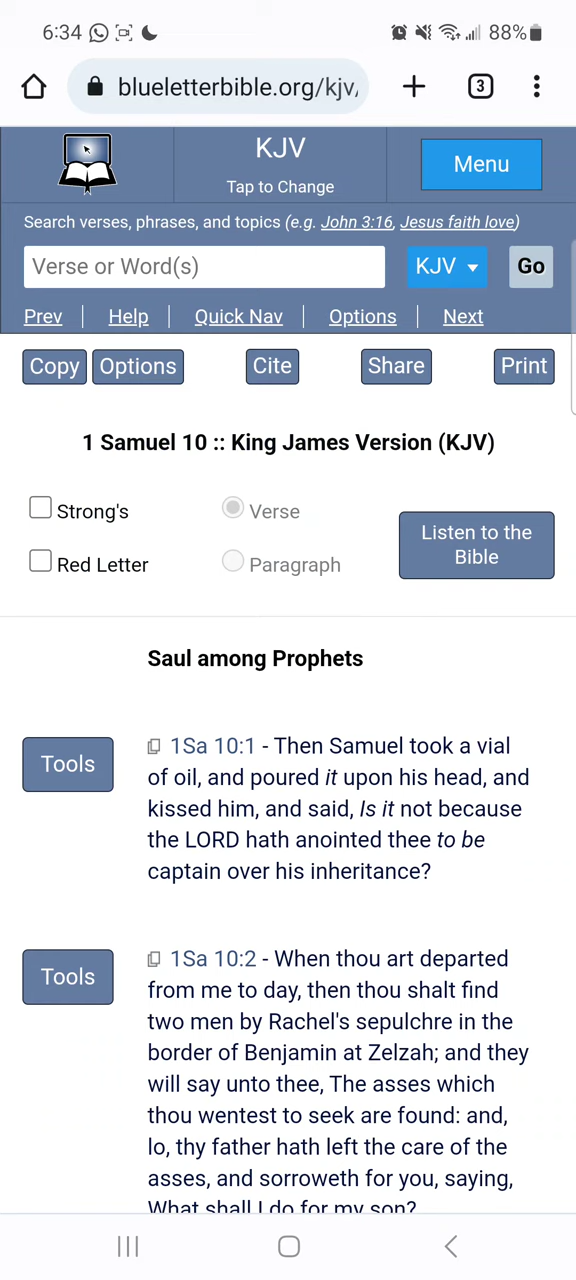 6:34 88%
blueletterbible.org/kjv/ 3
KJV
Tap to Change
Menu
Search verses, phrases, and topics (e.g. John 3:16, Jesus faith love)
Verse or Word(s) KJV Go
Prev Help Quick Nav Options Next
Copy Options Cite Share Print
1 Samuel 10 :: King James Version (KJV)
Strong's Verse
Red Letter Paragraph
Listen to the
Bible
Saul among Prophets
Tools
1Sa 10:1 - Then Samuel took a vial
of oil, and poured it upon his head, and
kissed him, and said, Is it not because
the LORD hath anointed thee to be
captain over his inheritance?
Tools
1Sa 10:2 - When thou art departed
from me to day, then thou shalt find
two men by Rachel's sepulchre in the
border of Benjamin at Zelzah; and they
will say unto thee, The asses which
thou wentest to seek are found: and,
lo, thy father hath left the care of the
asses, and sorroweth for you, saying,
What shall I do for my son?